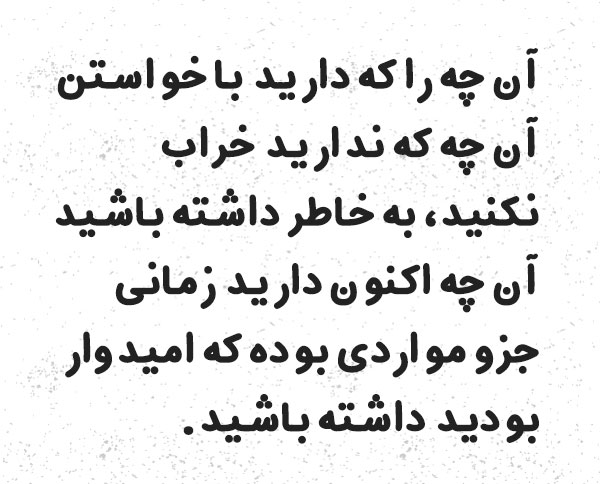 آن چه را که دارید با خواستن
آن چه که ندارید خراب
نکنید، به خاطر داشته باشید
آن چه اکنون دارید زمانی
جزو مواردی بوده که امیدوار
بودید داشته باشید.